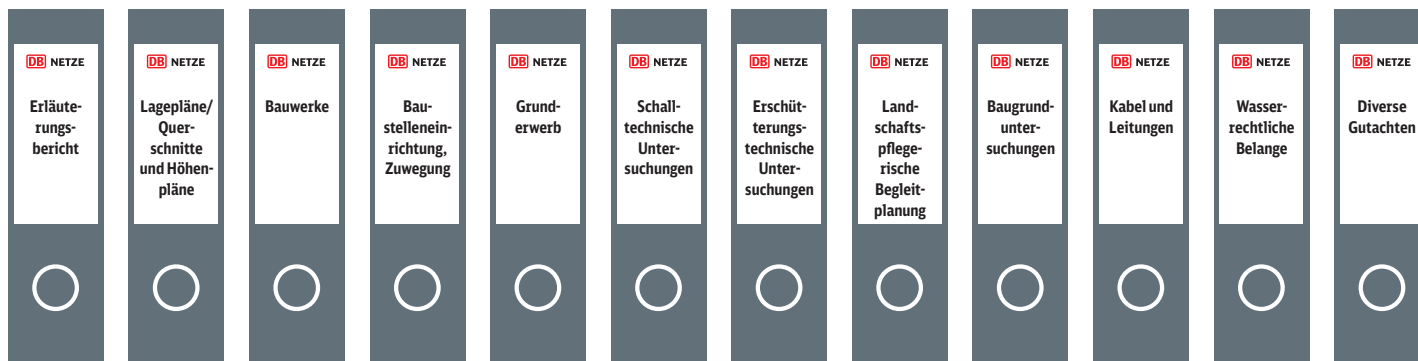 DB NETZE
Erläute-
rungs-
bericht
DB NETZE
Lagepläne/
Quer-
schnitte
und Höhen-
pläne
DB NETZE
Bauwerke
DB NETZE
Bau-
stellenein-
richtung,
Zuwegung
DB NETZE
Grund-
erwerb
DB NETZE
Schall-
technische
Unter-
suchungen
DB NETZE
Erschüt-
terungs-
technische
Unter-
suchungen
DB NETZE
Land-
schafts-
pflege-
rische
Begleit-
planung
DB NETZE
Baugrund-
unter-
suchungen
DB NETZE
Kabel und
Leitungen
DB NETZE
Wasser-
rechtliche
Belange
DB NETZE
Diverse
Gutachten